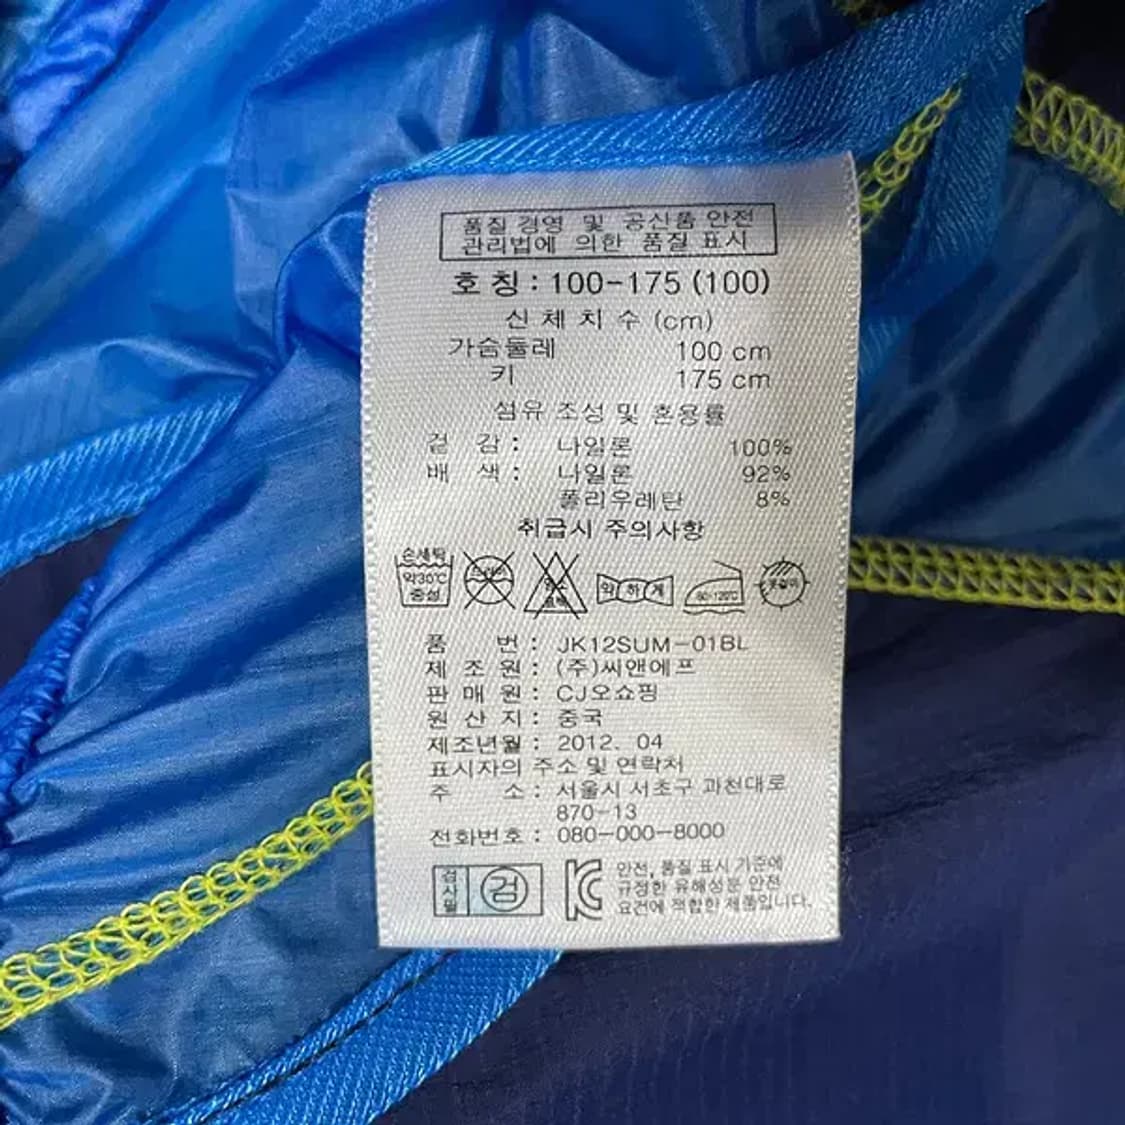 품질 경영 및 공산품 안전
관리법에 의한 품질 표시
호 칭 : 100-175 (100)
신 체 치 수 (cm)
가슴둘레 100 cm
키 175 cm
섬유 조성 및 혼용률
겉 감 : 나일론 100%
배 색 : 나일론 92%
폴리우레탄 8%
취급시 주의사항
손세탁
약30℃
중성
약하게
80-120℃
품 번 : JK12SUM-01BL
제 조 원 : (주)씨앤에프
판 매 원 : CJ오쇼핑
원 산 지 : 중국
제조년월 : 2012. 04
표시자의 주소 및 연락처
주 소 : 서울시 서초구 과천대로
870-13
전화번호 : 080-000-8000
검사필 검
안전, 품질 표시 기준에
규정한 유해성분 안전
요건에 적합한 제품입니다.